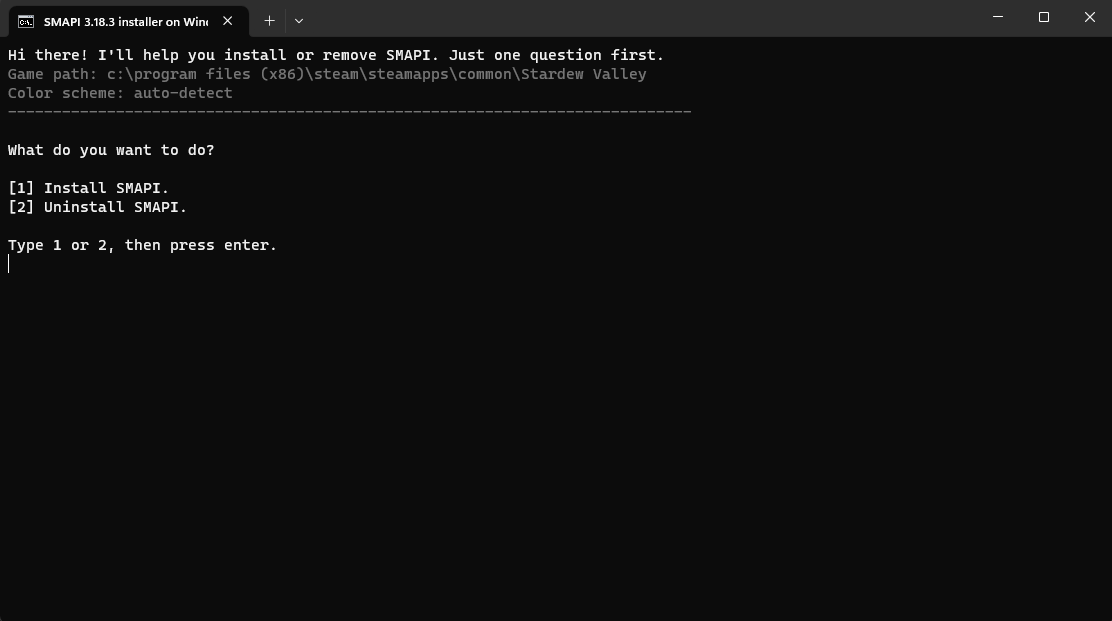 SMAPI 3.18.3 installer on Wind
Hi there! I'll help you install or remove SMAPI. Just one question first.
Game path: c:\program files (x86)\steam\steamapps\common\Stardew Valley
Color scheme: auto-detect
----------------------------------------------------------------------------
What do you want to do?
[1] Install SMAPI.
[2] Uninstall SMAPI.
Type 1 or 2, then press enter.